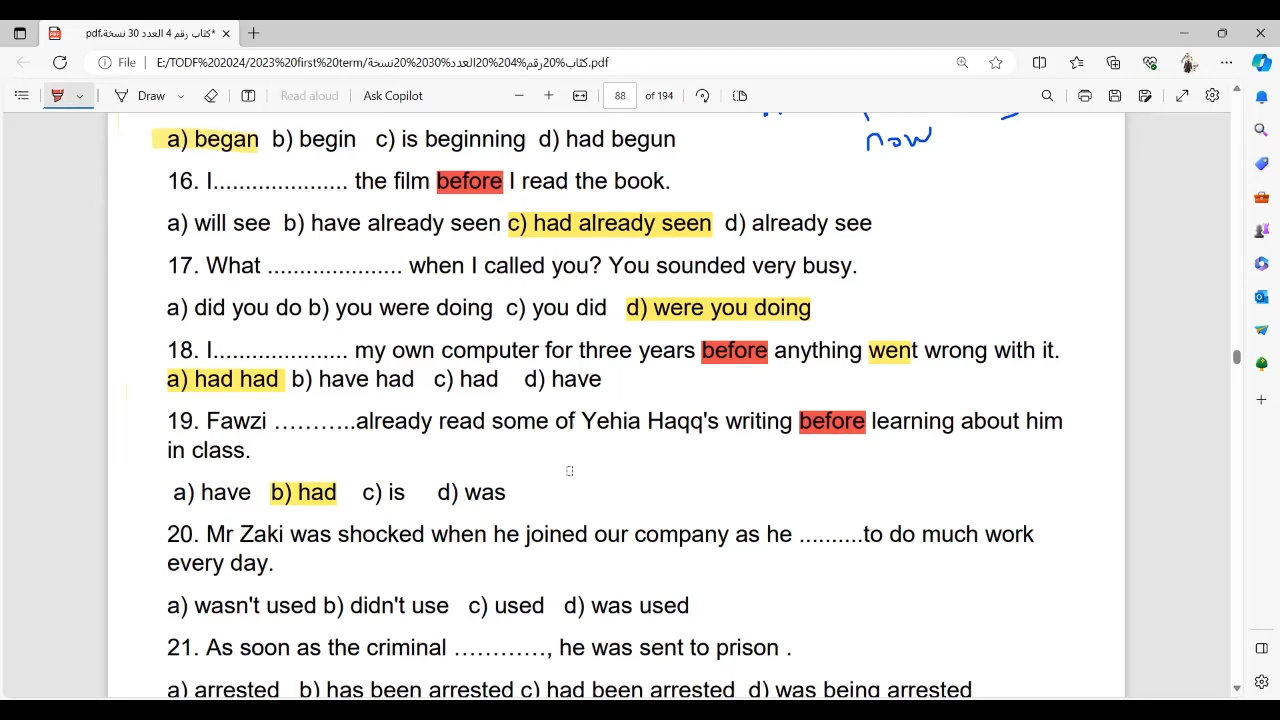 كتاب رقم 4 العدد 30 نسخة.pdf*
File E:/TODF%202024/2023%20first%20term/كتاب%20رقم%204%20العدد%2030%20نسخة.pdf
Draw Read aloud Ask Copilot 88 of 194
now
a) began b) begin c) is beginning d) had begun
16. I..................... the film before I read the book.
a) will see b) have already seen c) had already seen d) already see
17. What ..................... when I called you? You sounded very busy.
a) did you do b) you were doing c) you did d) were you doing
18. I..................... my own computer for three years before anything went wrong with it.
a) had had b) have had c) had d) have
19. Fawzi ………..already read some of Yehia Haqq's writing before learning about him
in class.
a) have b) had c) is d) was
20. Mr Zaki was shocked when he joined our company as he ..........to do much work
every day.
a) wasn't used b) didn't use c) used d) was used
21. As soon as the criminal …………, he was sent to prison .
a) arrested b) has been arrested c) had been arrested d) was being arrested